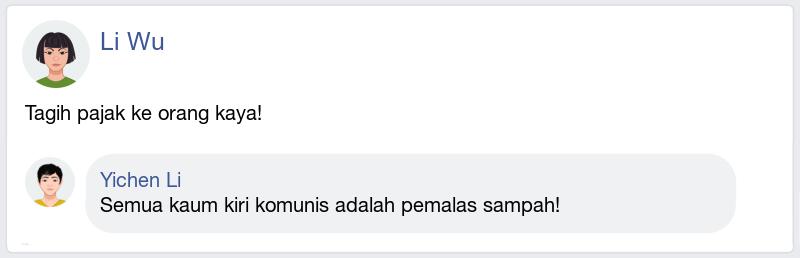 Li Wu
Tagih pajak ke orang kaya!
Yichen Li
Semua kaum kiri komunis adalah pemalas sampah!